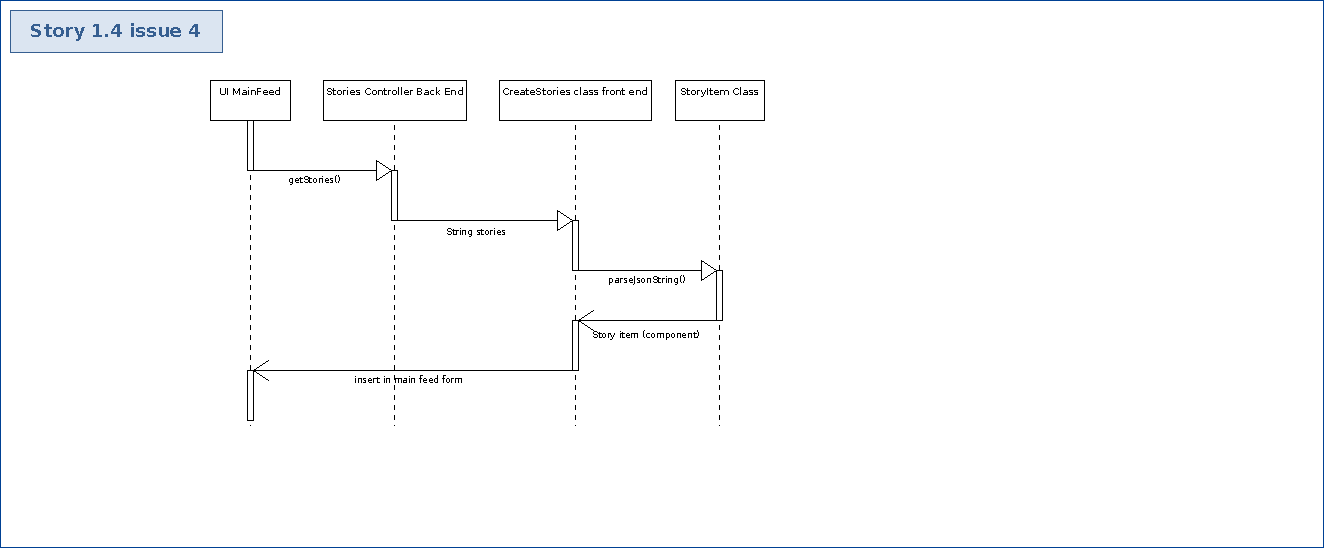 Story 1.4 issue 4
UI MainFeed
Stories Controller Back End
CreateStories class front end
StoryItem Class
getStories()
String stories
parseJsonString()
Story item (component)
insert in main feed form